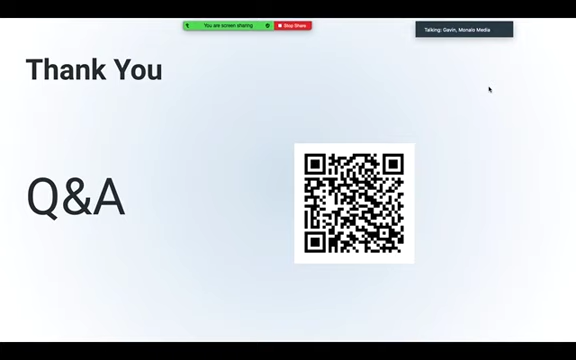 You are screen sharing
Stop Share
Talking: Gavin, Monalo Media
Thank You
Q&A